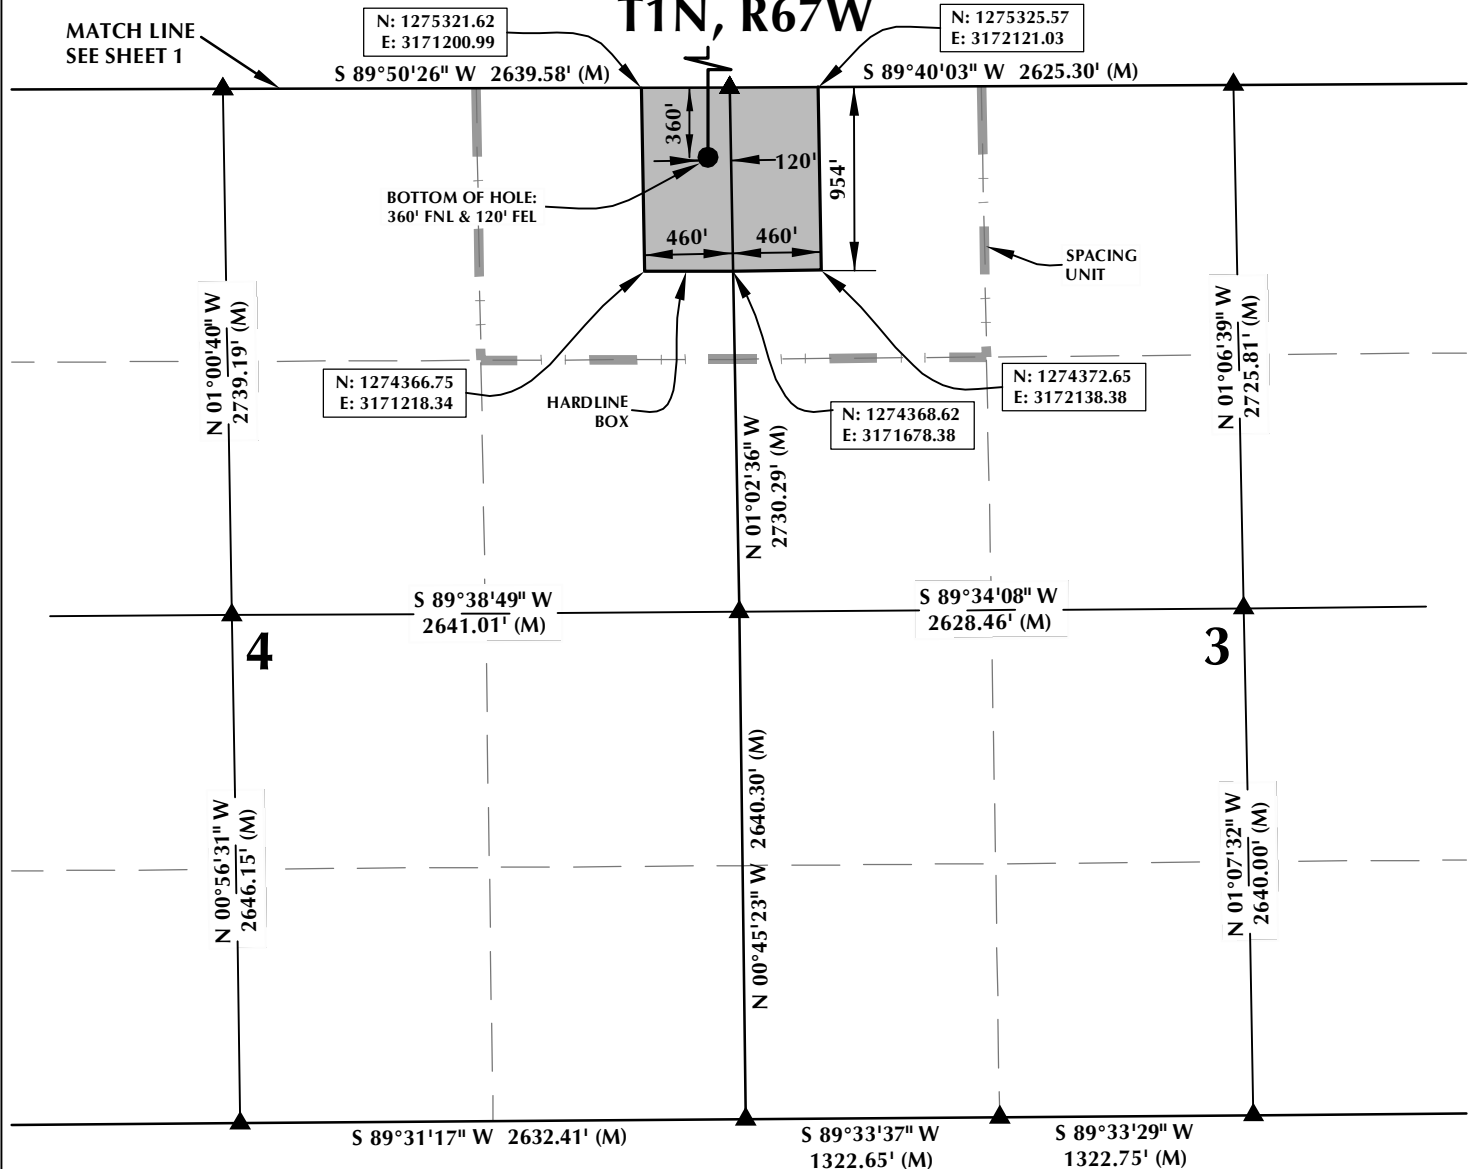 T1N, R67W
MATCH LINE
SEE SHEET 1
N: 1275321.62
E: 3171200.99
N: 1275325.57
E: 3172121.03
S 89°50'26" W 2639.58' (M)
S 89°40'03" W 2625.30' (M)
360'
120'
954'
BOTTOM OF HOLE:
360' FNL & 120' FEL
460'
460'
SPACING
UNIT
N 01°00'40" W
2739.19' (M)
N 01°06'39" W
2725.81' (M)
N: 1274366.75
E: 3171218.34
HARDLINE
BOX
N: 1274368.62
E: 3171678.38
N: 1274372.65
E: 3172138.38
N 01°02'36" W
2730.29' (M)
S 89°38'49" W
2641.01' (M)
S 89°34'08" W
2628.46' (M)
4
3
N 00°56'31" W
2646.15' (M)
N 00°45'23" W 2640.30' (M)
N 01°07'32" W
2640.00' (M)
S 89°31'17" W 2632.41' (M)
S 89°33'37" W
1322.65' (M)
S 89°33'29" W
1322.75' (M)